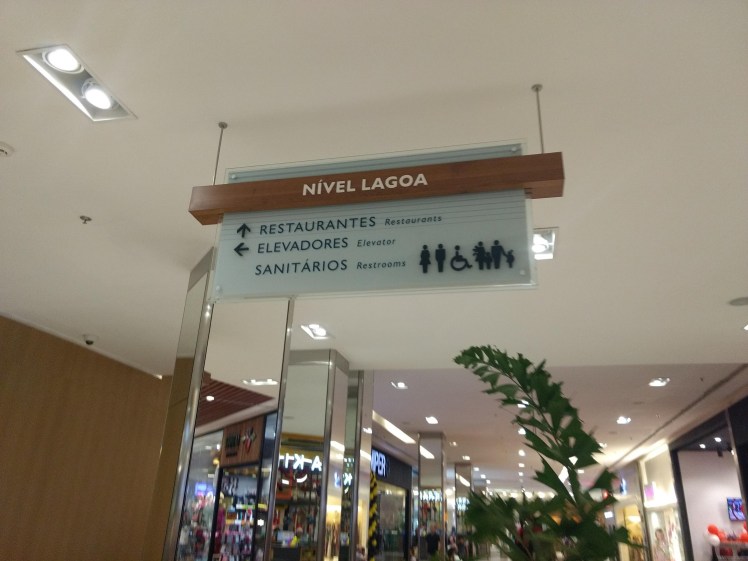 NÍVEL LAGOA
RESTAURANTES Restaurants
ELEVADORES Elevator
SANITÁRIOS Restrooms